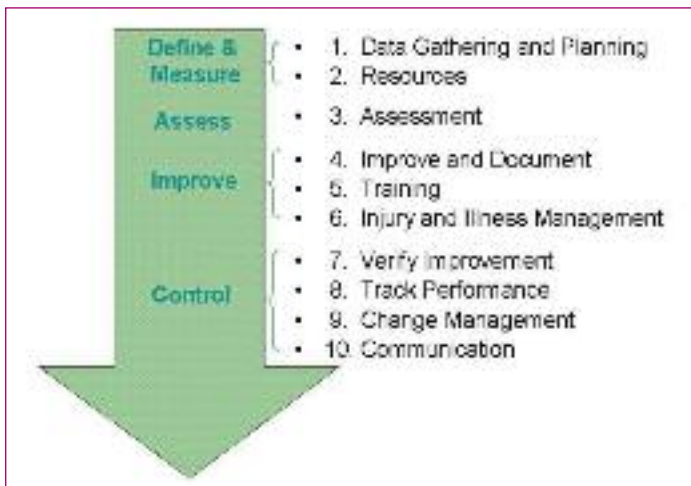 Define &
Measure
• 1. Data Gathering and Planning
• 2. Resources
Assess
• 3. Assessment
Improve
• 4. Improve and Document
• 5. Training
• 6. Injury and Illness Management
Control
• 7. Verify Improvement
• 8. Track Performance
• 9. Change Management
• 10. Communication